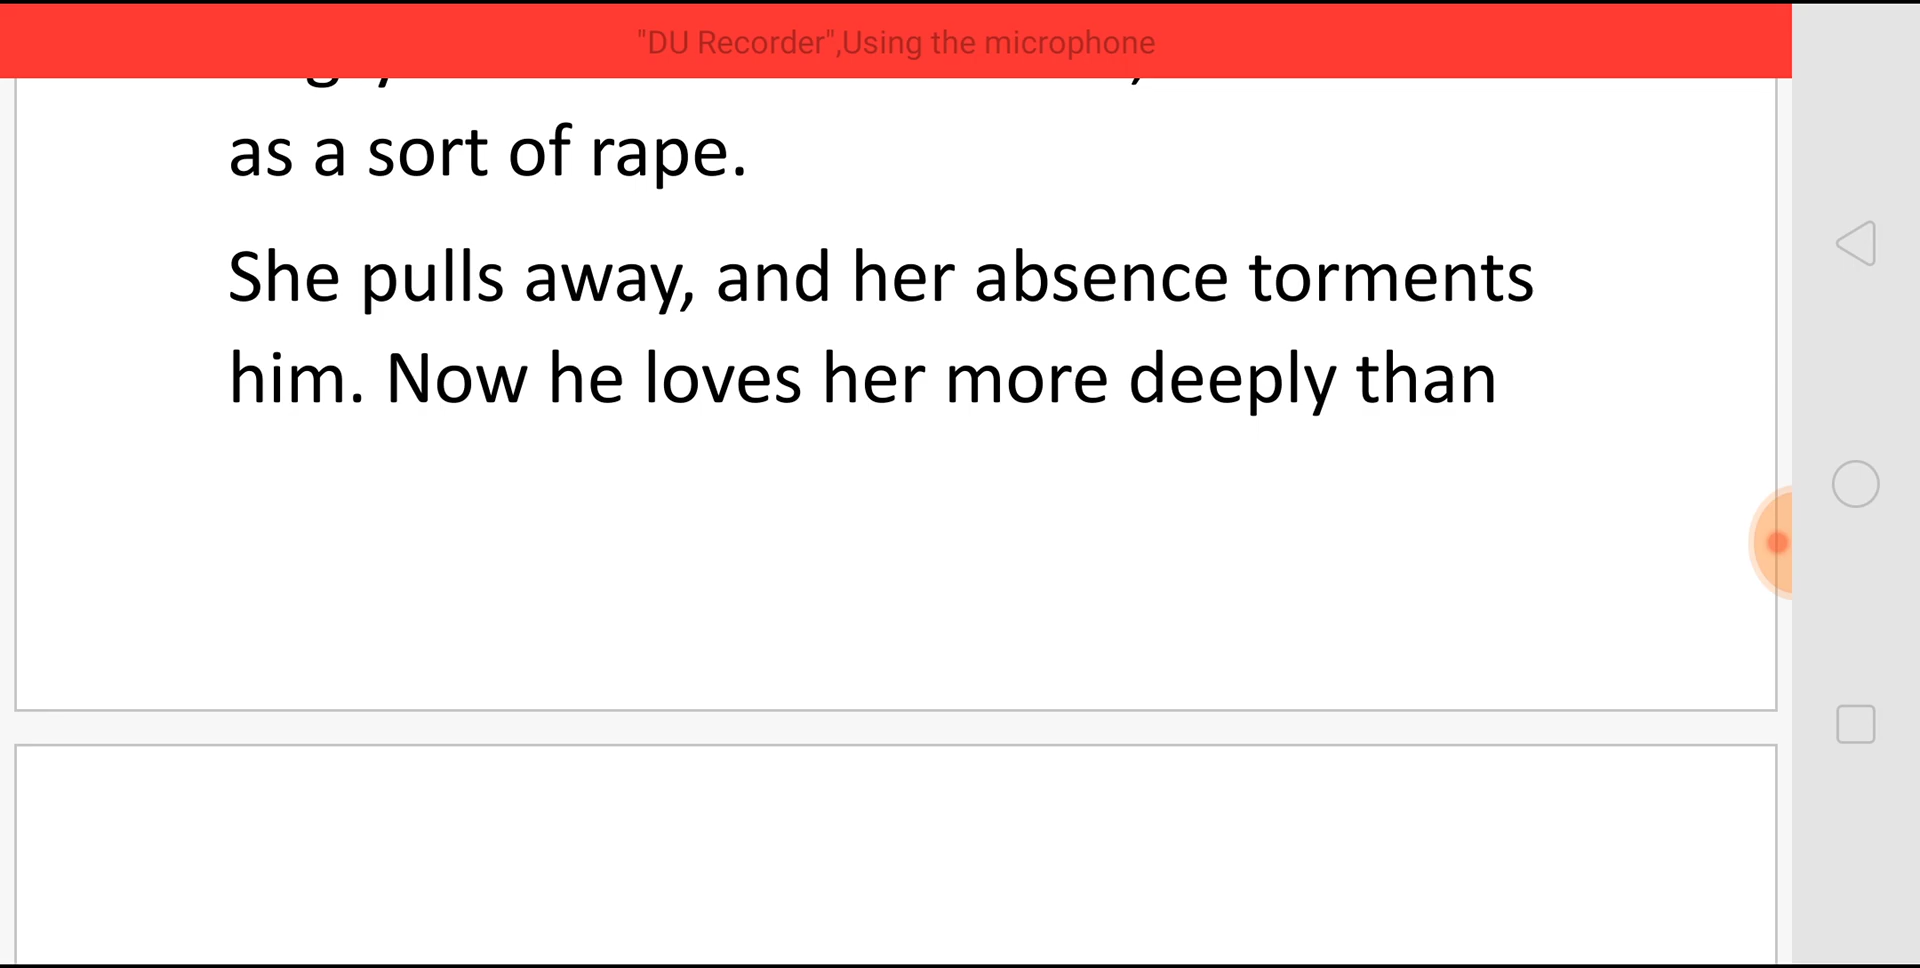 "DU Recorder",Using the microphone
as a sort of rape.
She pulls away, and her absence torments
him. Now he loves her more deeply than